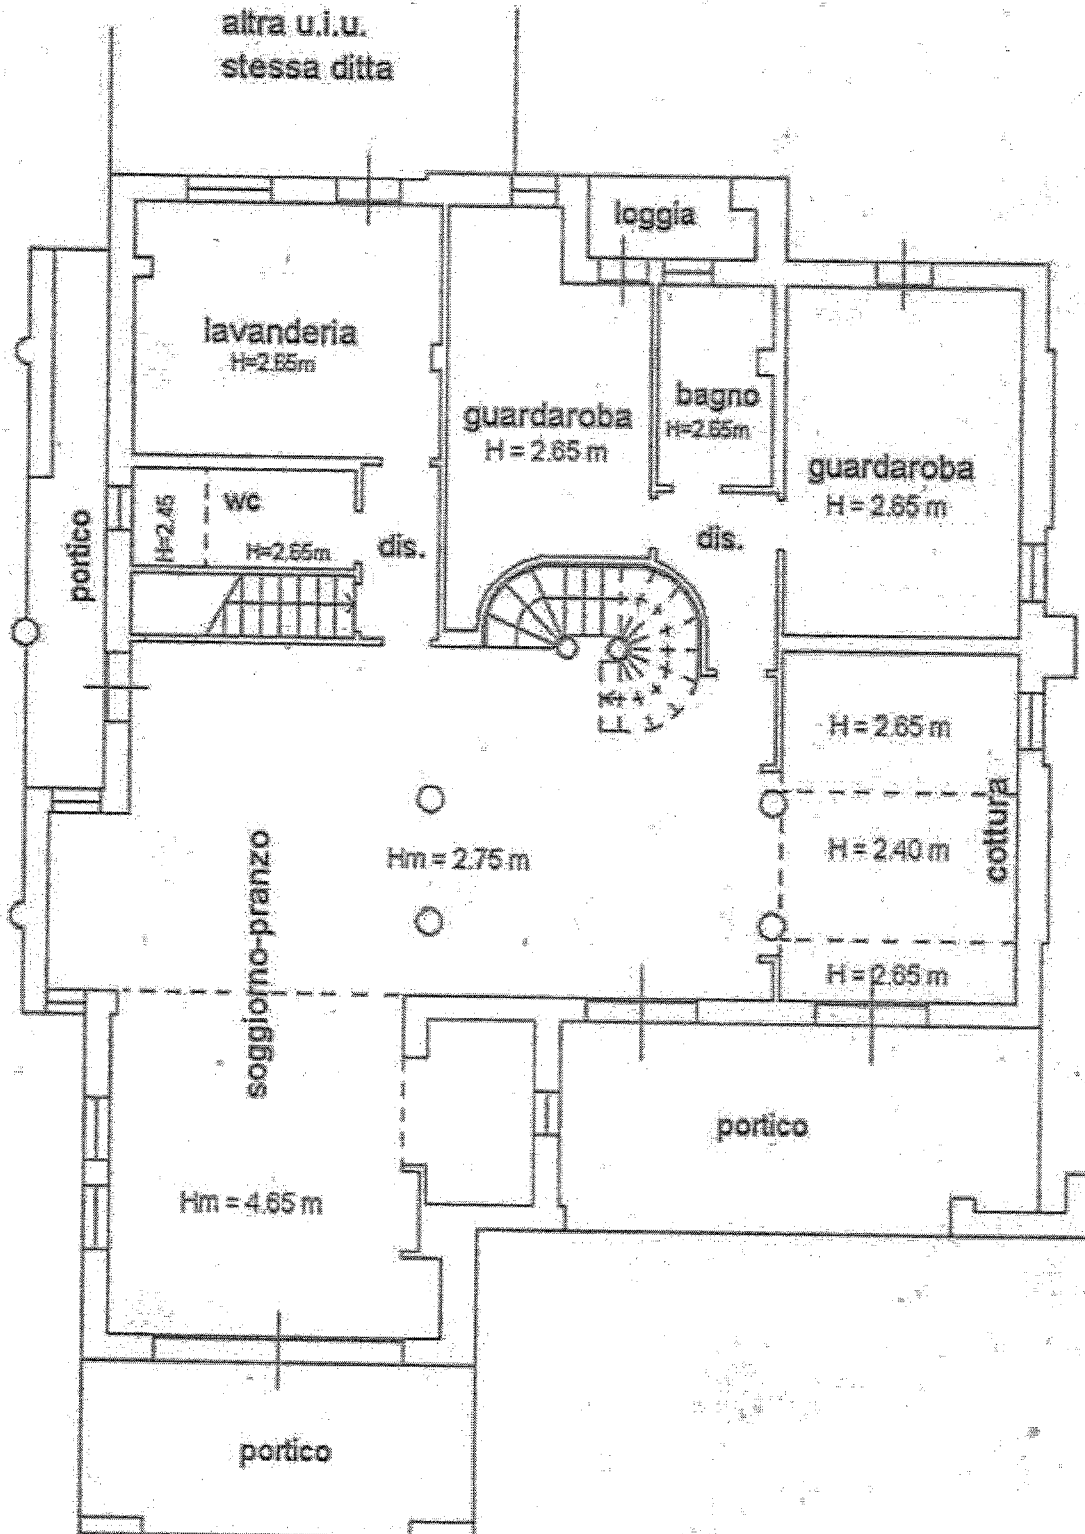 altra u.i.u.
stessa ditta
loggia
lavanderia
H=2.65m
guardaroba
H = 2.65 m
bagno
H=2.65m
guardaroba
H = 2.65 m
portico
H=2.45
wc
H=2.65m
dis.
dis.
H = 2.65 m
cottura
H = 2.40 m
H = 2.65 m
soggiorno-pranzo
Hm = 2.75 m
Hm = 4.65 m
portico
portico